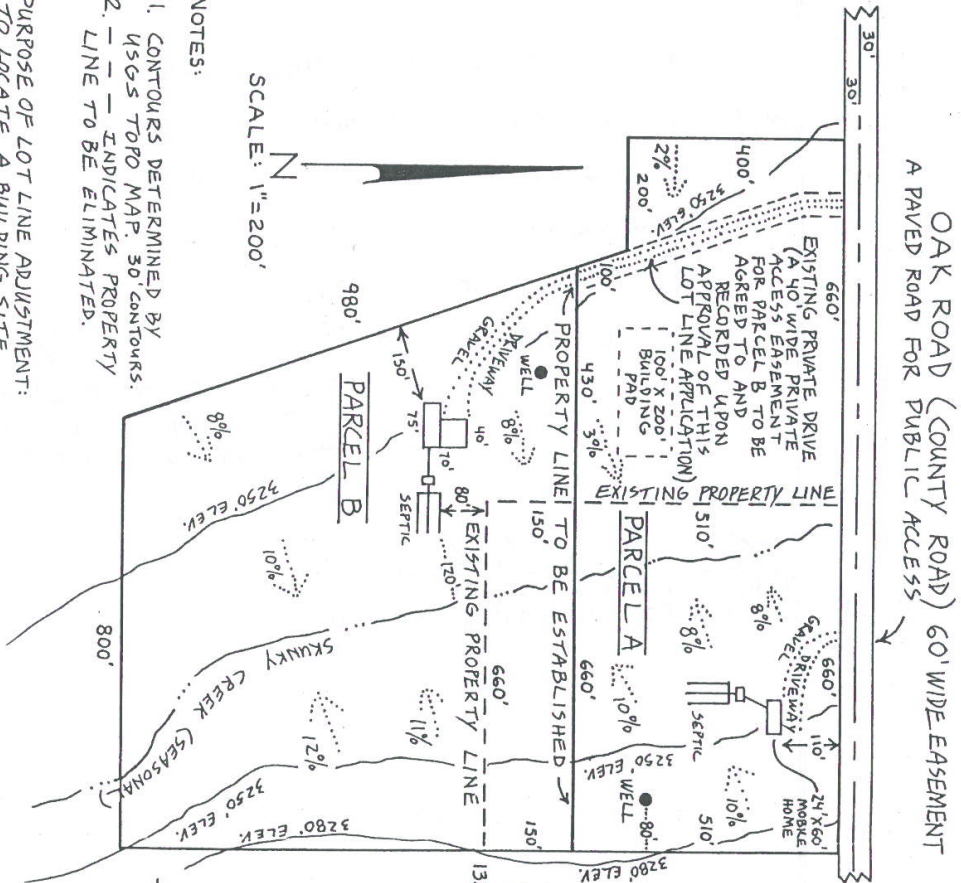 OAK ROAD (COUNTY ROAD) 60' WIDE EASEMENT
A PAVED ROAD FOR PUBLIC ACCESS
30'
30'
660'
660'
400'
2%
200'
3250' ELEV.
EXISTING PRIVATE DRIVE
(A 40' WIDE PRIVATE
ACCESS EASEMENT
FOR PARCEL B TO BE
AGREED TO AND
RECORDED UPON
APPROVAL OF THIS
LOT LINE APPLICATION)
100' X 200'
BUILDING
PAD
EXISTING PROPERTY LINE
510'
8%
GRAVEL DRIVEWAY
110'
24' X 60'
MOBILE
HOME
8%
SEPTIC
10%
PARCEL A
10%
3250' ELEV.
WELL
80'
510'
3280' ELEV.
100'
430'
3%
660'
PROPERTY LINE TO BE ESTABLISHED
150'
150'
GRAVEL
DRIVEWAY
WELL
8%
980'
150'
75'
40'
70'
80'
SEPTIC
120'
EXISTING PROPERTY LINE
660'
PARCEL B
8%
3250' ELEV.
10%
SKUNKY
CREEK (SEASONAL)
11%
12%
3250' ELEV.
3280' ELEV.
800'
13
N
SCALE: 1"=200'
NOTES:
1. CONTOURS DETERMINED BY
USGS TOPO MAP. 30' CONTOURS.
2. - - - INDICATES PROPERTY
LINE TO BE ELIMINATED.
PURPOSE OF LOT LINE ADJUSTMENT:
TO LOCATE A BUILDING SITE